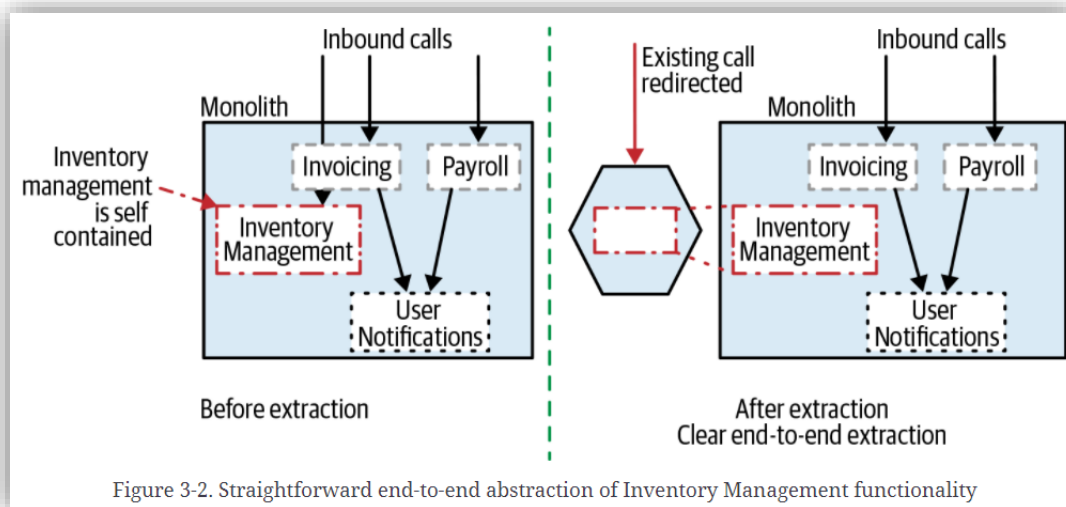 Inbound calls
Monolith
Invoicing
Payroll
Inventory
management
is self
contained
Inventory
Management
User
Notifications
Before extraction
Existing call
redirected
Inbound calls
Monolith
Invoicing
Payroll
Inventory
Management
User
Notifications
After extraction
Clear end-to-end extraction
Figure 3-2. Straightforward end-to-end abstraction of Inventory Management functionality